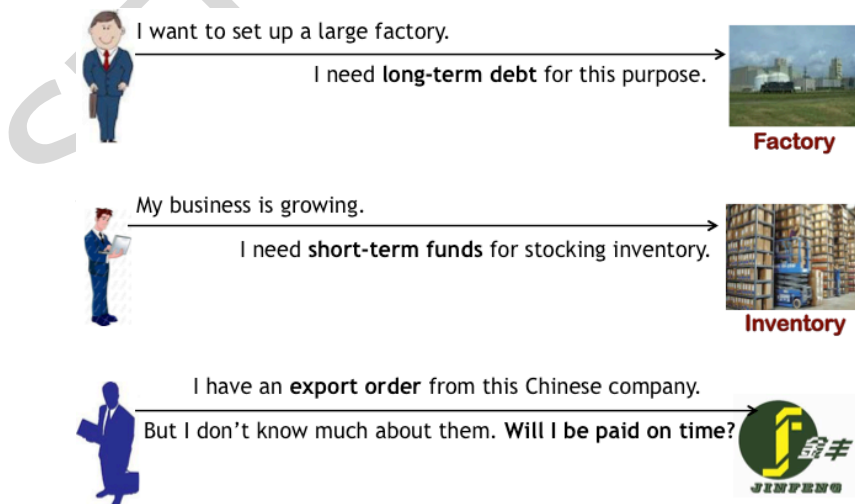 I want to set up a large factory.
I need long-term debt for this purpose.
Factory
My business is growing.
I need short-term funds for stocking inventory.
Inventory
I have an export order from this Chinese company.
But I don't know much about them. Will I be paid on time?
金丰
JINFENG